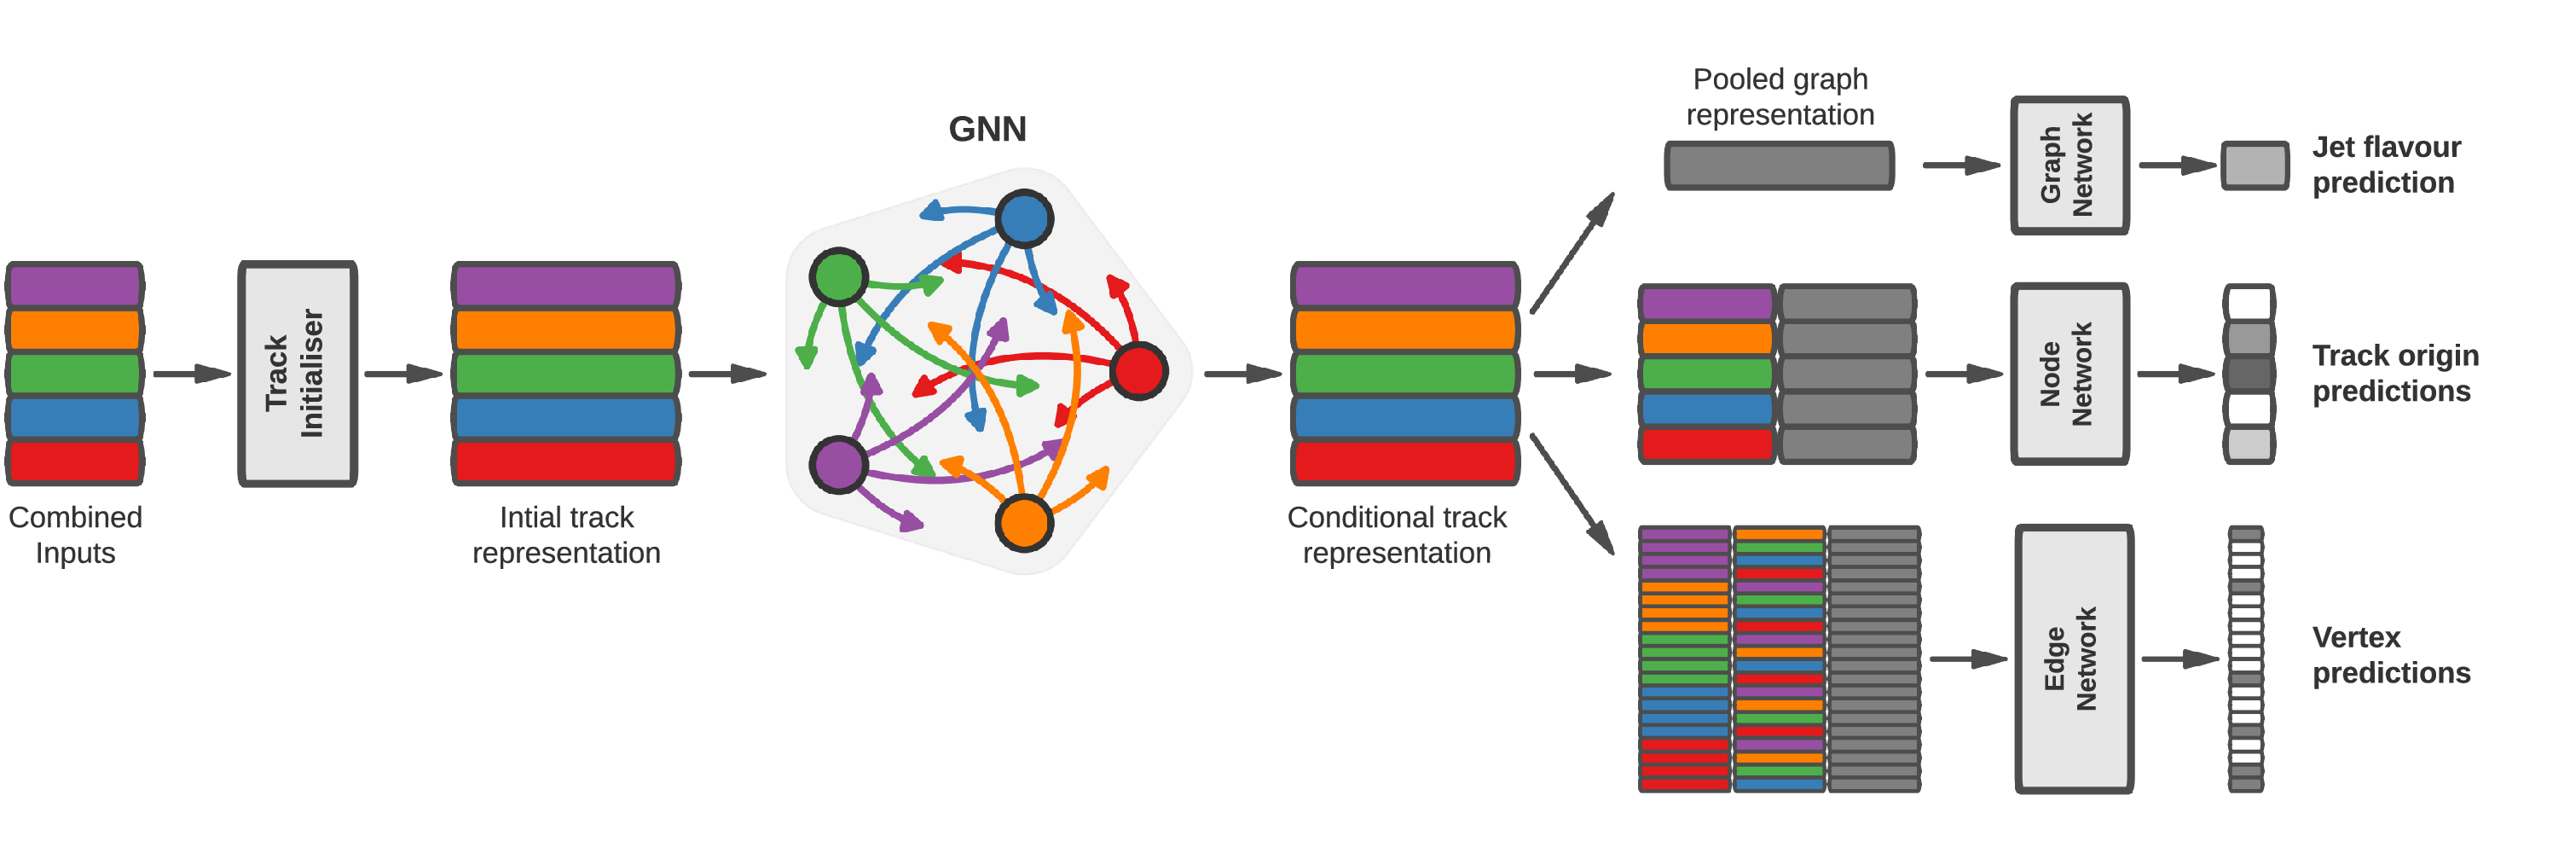 Combined
Inputs
Track
Initialiser
Intial track
representation
GNN
Conditional track
representation
Pooled graph
representation
Graph
Network
Jet flavour
prediction
Node
Network
Track origin
predictions
Edge
Network
Vertex
predictions